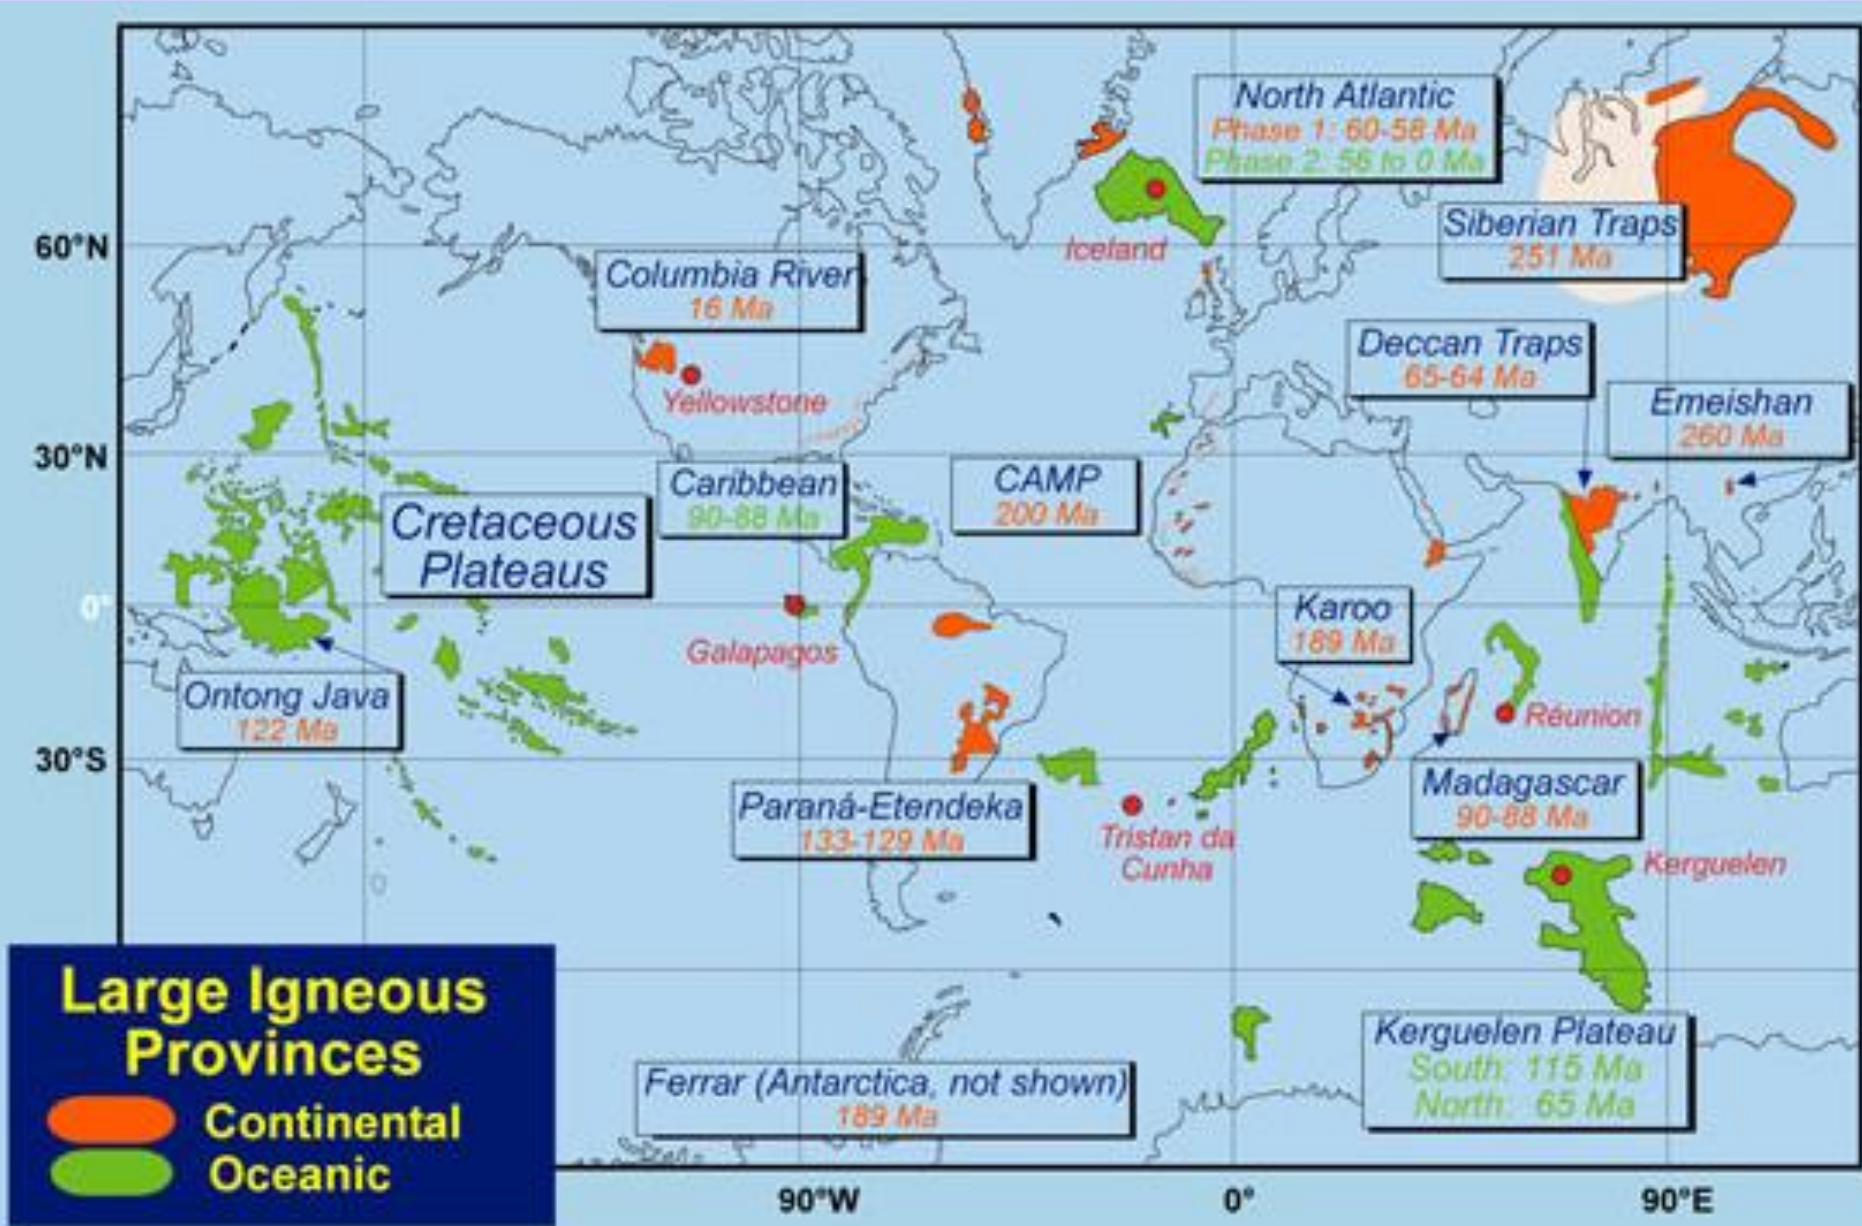 North Atlantic
Phase 1: 60-58 Ma
Phase 2: 56 to 0 Ma
Siberian Traps
251 Ma
60°N
Iceland
Columbia River
16 Ma
Yellowstone
Deccan Traps
65-64 Ma
Emeishan
260 Ma
30°N
Caribbean
90-88 Ma
CAMP
200 Ma
Cretaceous
Plateaus
0°
Galapagos
Karoo
189 Ma
Ontong Java
122 Ma
Réunion
30°S
Paraná-Etendeka
133-129 Ma
Tristan da
Cunha
Madagascar
90-88 Ma
Kerguelen
Kerguelen Plateau
South: 115 Ma
North: 65 Ma
Ferrar (Antarctica, not shown)
189 Ma
Large Igneous
Provinces
Continental
Oceanic
90°W
0°
90°E